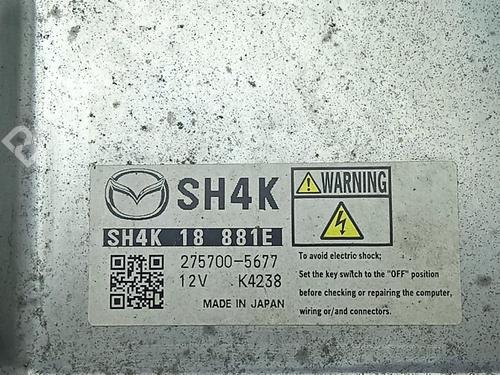 SH4K
SH4K 18 881E
275700-5677
12V K4238
MADE IN JAPAN
WARNING
To avoid electric shock;
Set the key switch to the "OFF" position
before checking or repairing the computer,
wiring or/and connectors.